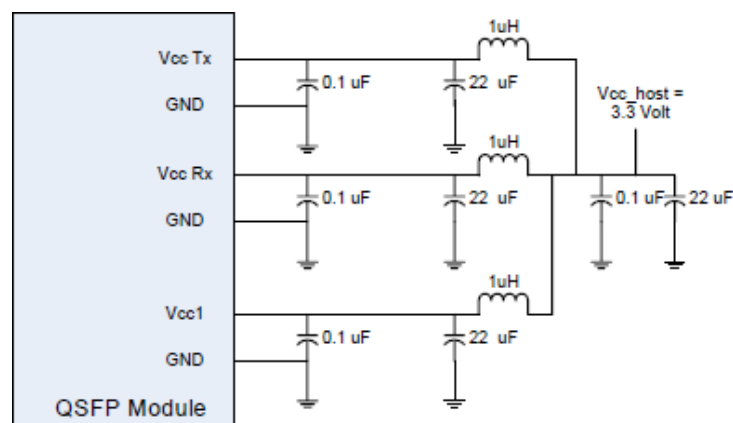 1uH
Vcc Tx
0.1 uF
22 uF
GND
Vcc_host =
3.3 Volt
1uH
Vcc Rx
0.1 uF
22 uF
0.1 uF
22 uF
GND
1uH
Vcc1
0.1 uF
22 uF
GND
QSFP Module